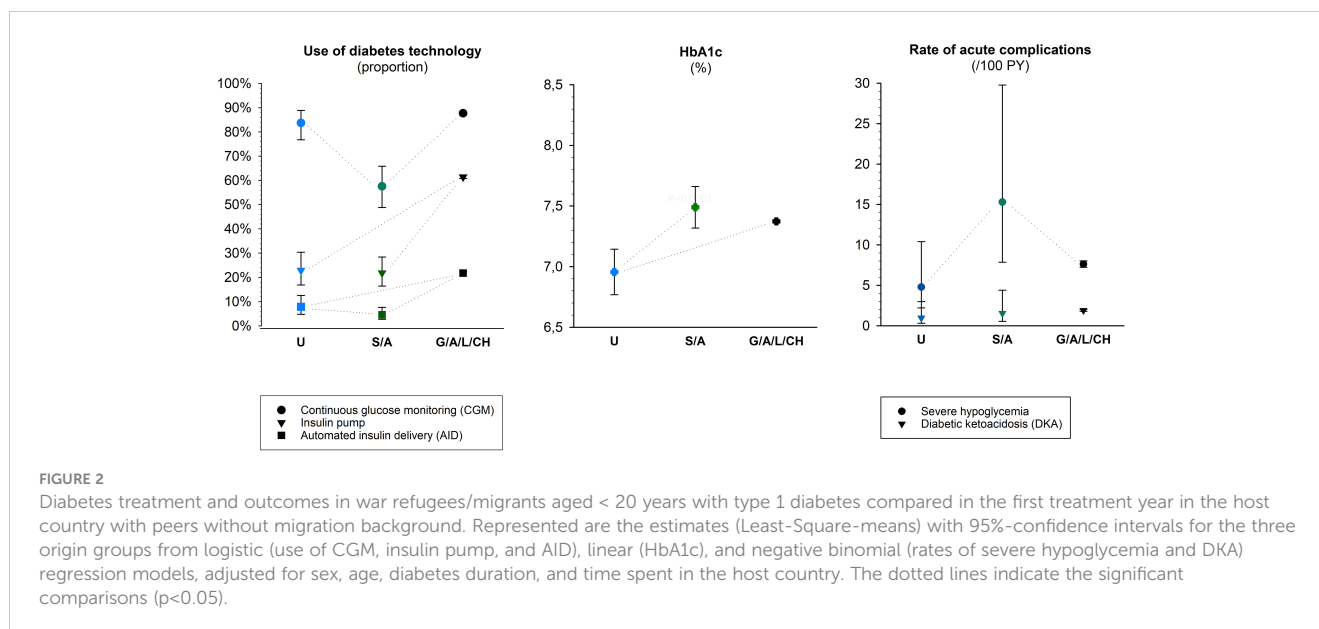 Use of diabetes technology
(proportion)
100%
90%
80%
70%
60%
50%
40%
30%
20%
10%
0%
U
S/A
G/A/L/CH
Continuous glucose monitoring (CGM)
Insulin pump
Automated insulin delivery (AID)
HbA1c
(%)
8,5
8,0
7,5
7,0
6,5
U
S/A
G/A/L/CH
Rate of acute complications
(/100 PY)
30
25
20
15
10
5
0
U
S/A
G/A/L/CH
Severe hypoglycemia
Diabetic ketoacidosis (DKA)
FIGURE 2
Diabetes treatment and outcomes in war refugees/migrants aged < 20 years with type 1 diabetes compared in the first treatment year in the host
country with peers without migration background. Represented are the estimates (Least-Square-means) with 95%-confidence intervals for the three
origin groups from logistic (use of CGM, insulin pump, and AID), linear (HbA1c), and negative binomial (rates of severe hypoglycemia and DKA)
regression models, adjusted for sex, age, diabetes duration, and time spent in the host country. The dotted lines indicate the significant
comparisons (p<0.05).